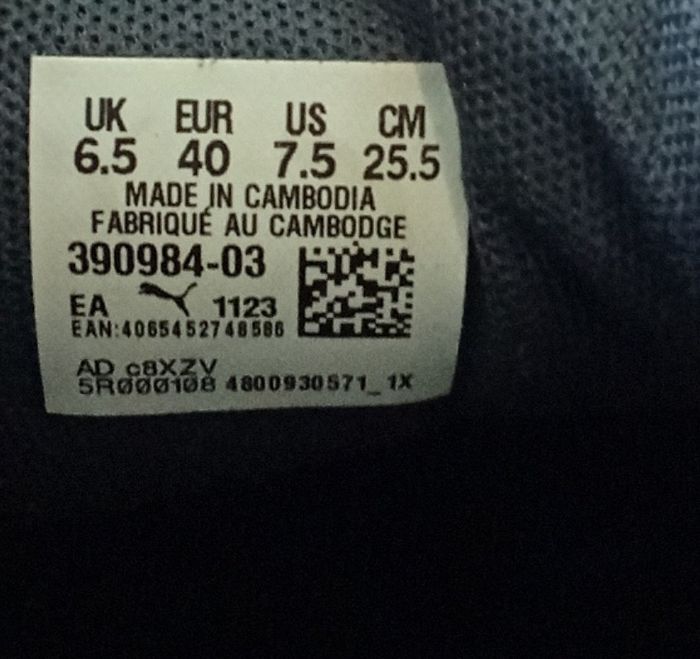 UK EUR US CM
6.5 40 7.5 25.5
MADE IN CAMBODIA
FABRIQUÉ AU CAMBODGE
390984-03
EA 1123
EAN:4065452748586
AD c8XZV
5R000108 4800930571_1X